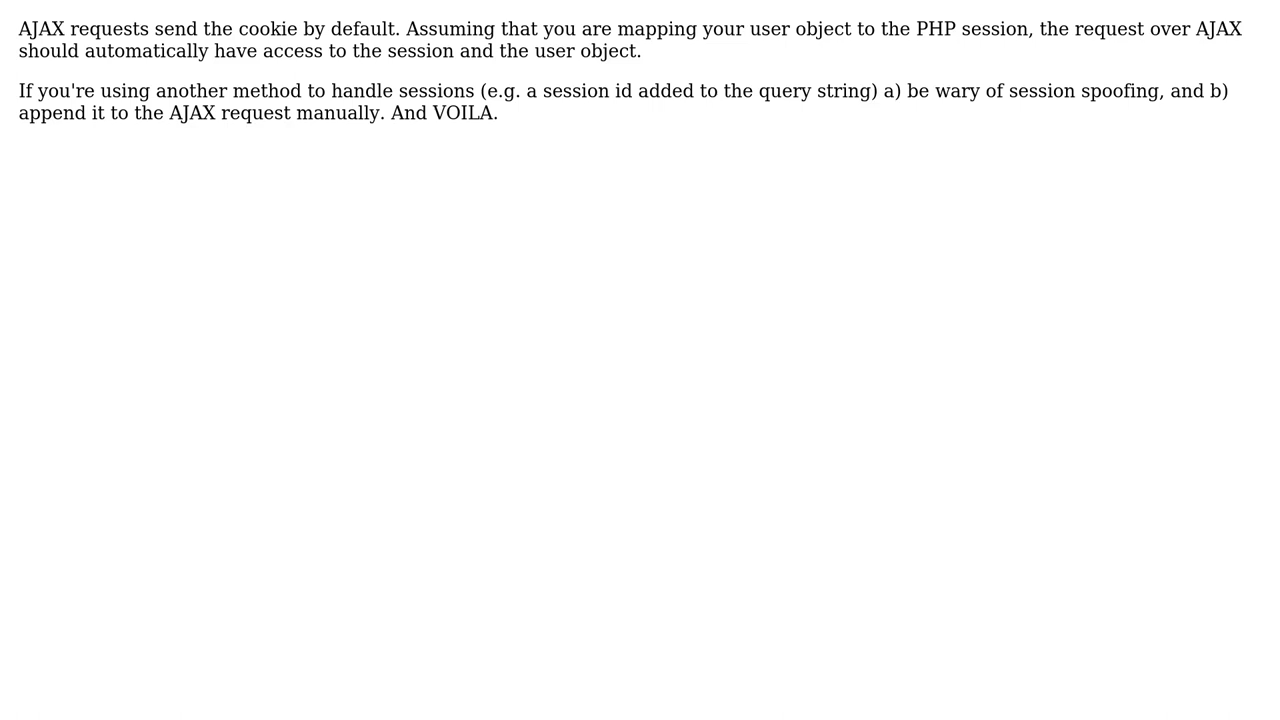 AJAX requests send the cookie by default. Assuming that you are mapping your user object to the PHP session, the request over AJAX
should automatically have access to the session and the user object.
If you're using another method to handle sessions (e.g. a session id added to the query string) a) be wary of session spoofing, and b)
append it to the AJAX request manually. And VOILA.